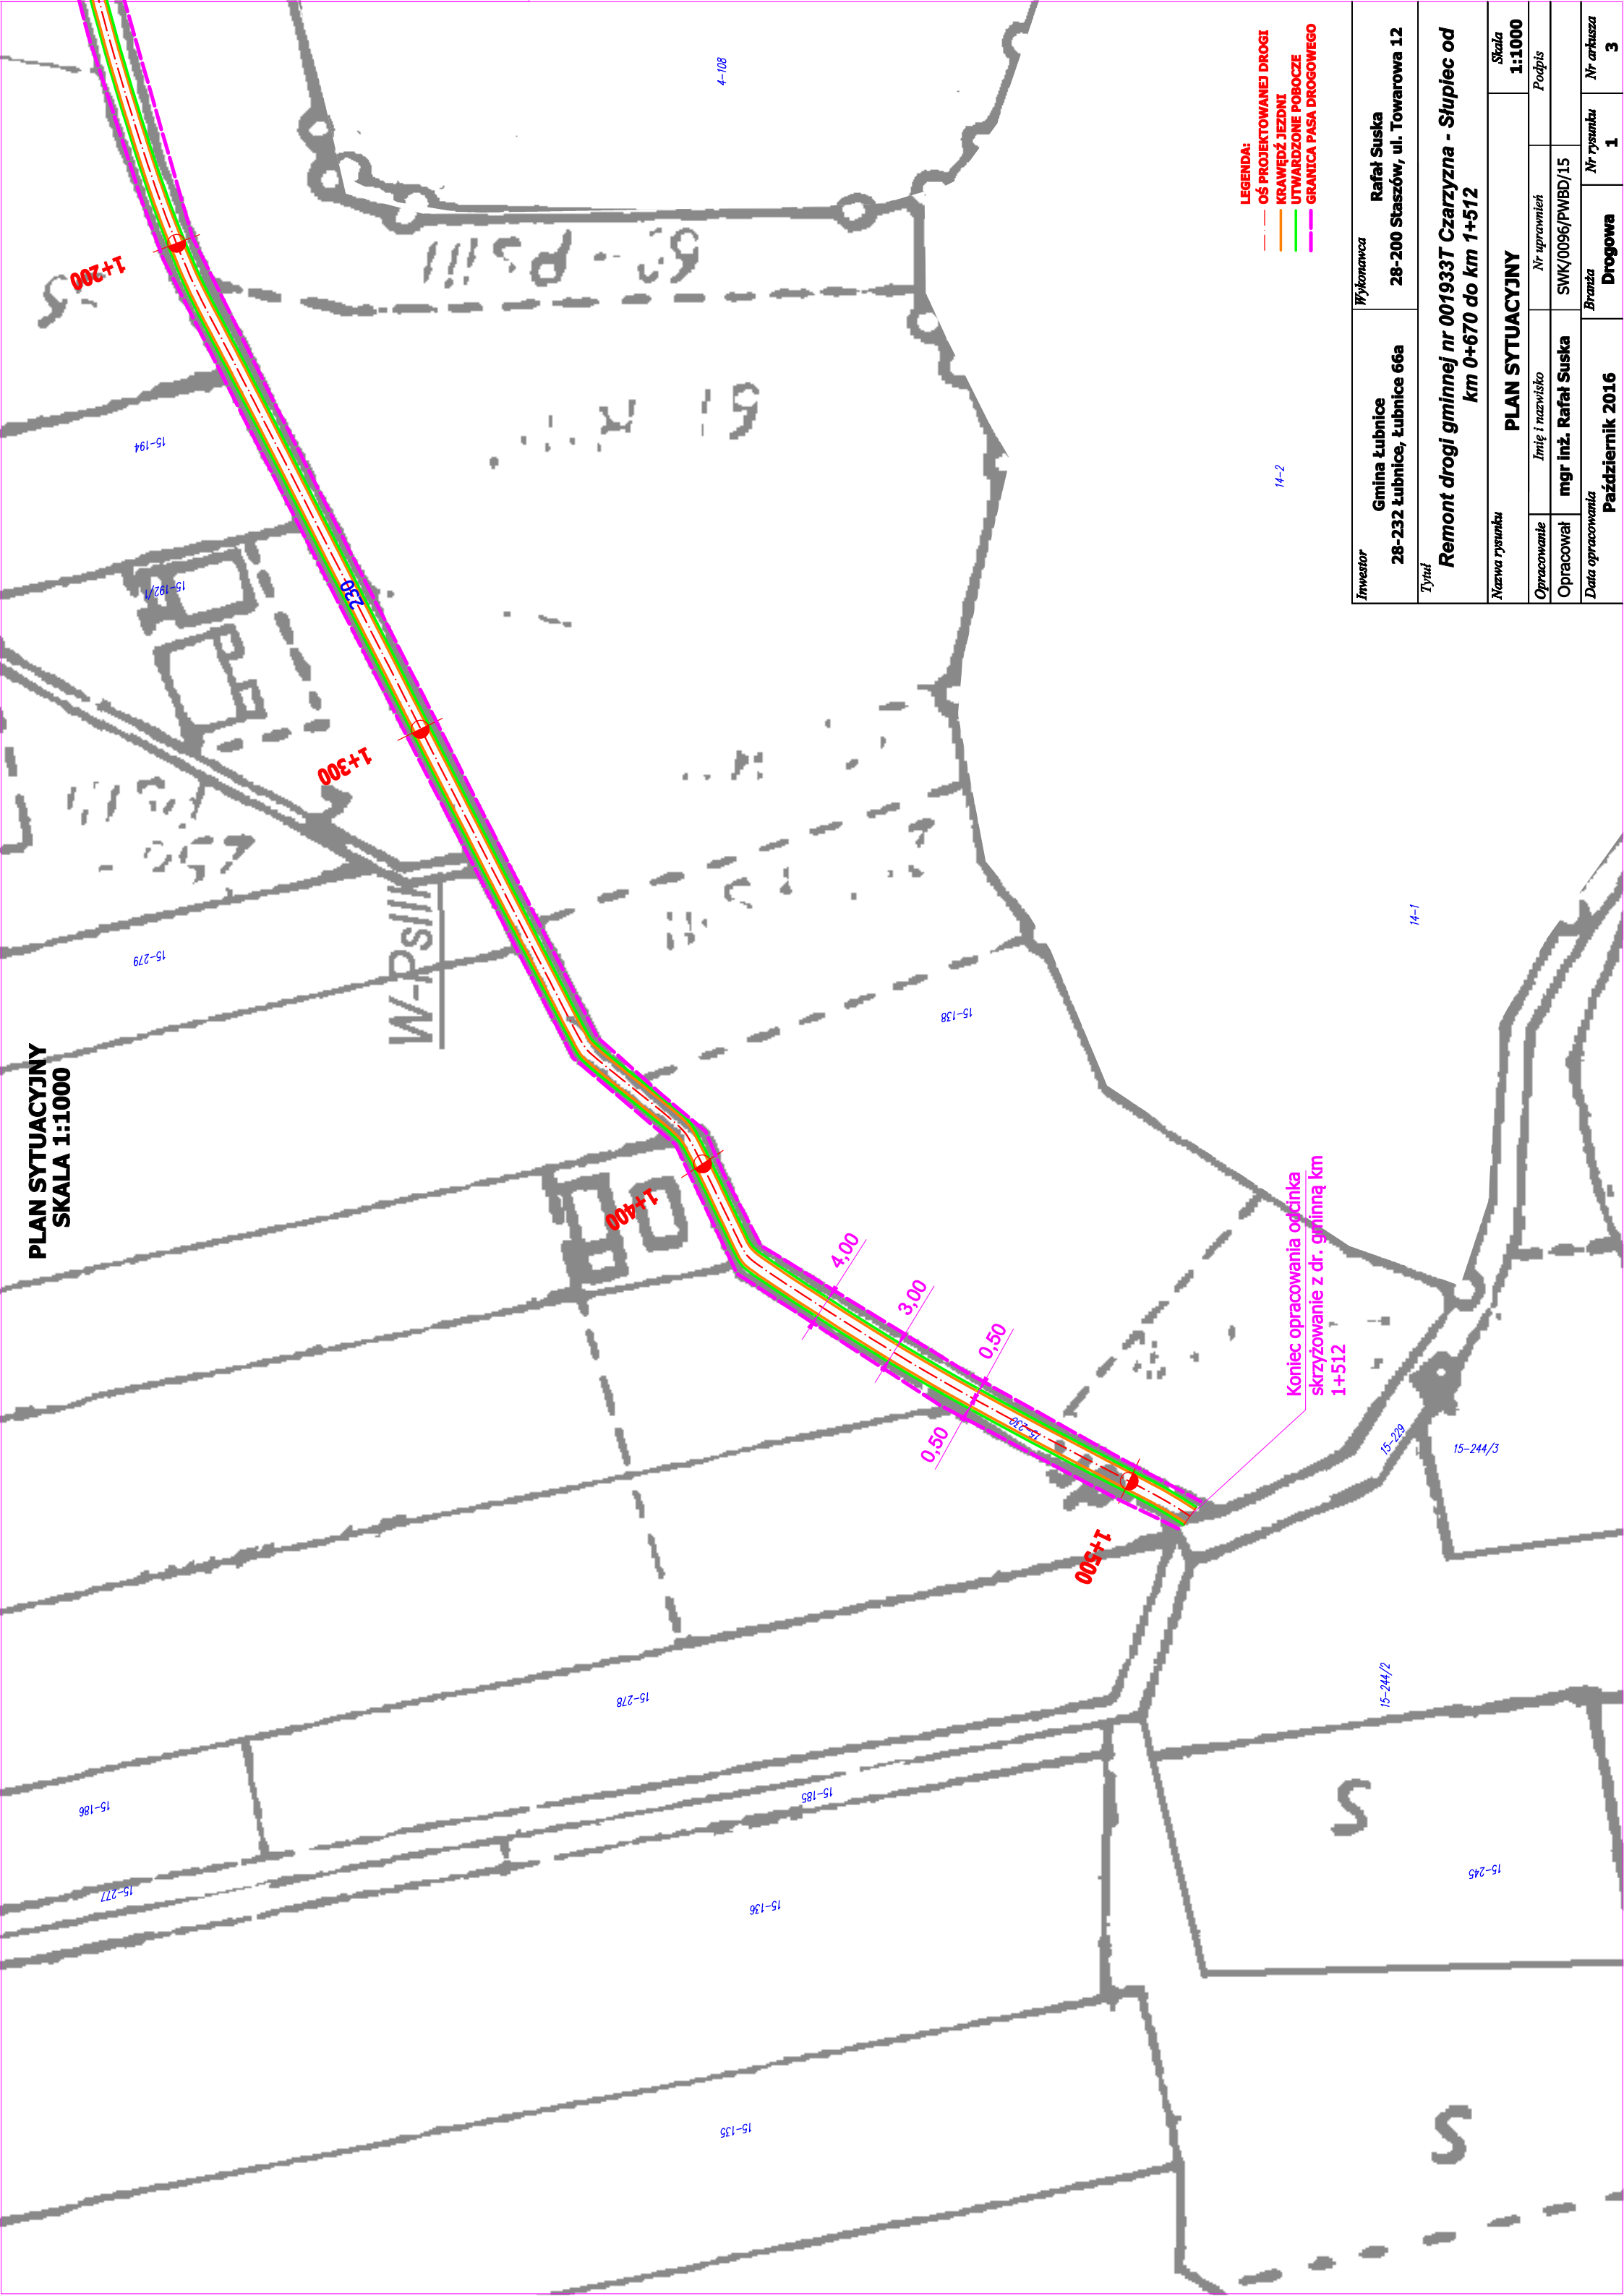 PLAN SYTUACYJNY
SKALA 1:1000
1+200
1+300
1+400
1+500
230
15-194
15-192/1
15-279
W-PsIII
4-108
14-2
14-1
15-138
4,00
3,00
0,50
0,50
15-230
Koniec opracowania odcinka
skrzyżowanie z dr. gminną km
1+512
15-229
15-244/3
15-244/2
15-278
15-186
15-185
15-277
15-136
15-135
15-245
S
S
LEGENDA:
OŚ PROJEKTOWANEJ DROGI
KRAWĘDŹ JEZDNI
UTWARDZONE POBOCZE
GRANICA PASA DROGOWEGO
Inwestor
Gmina Łubnice
28-232 Łubnice, Łubnice 66a
Wykonawca
Rafał Suska
28-200 Staszów, ul. Towarowa 12
Tytuł
Remont drogi gminnej nr 001933T Czarzyzna - Słupiec od
km 0+670 do km 1+512
Nazwa rysunku
PLAN SYTUACYJNY
Skala
1:1000
Opracowanie Imię i nazwisko Nr uprawnień Podpis
Opracował mgr inż. Rafał Suska SWK/0096/PWBD/15
Data opracowania
Październik 2016
Branża
Drogowa
Nr rysunku
1
Nr arkusza
3